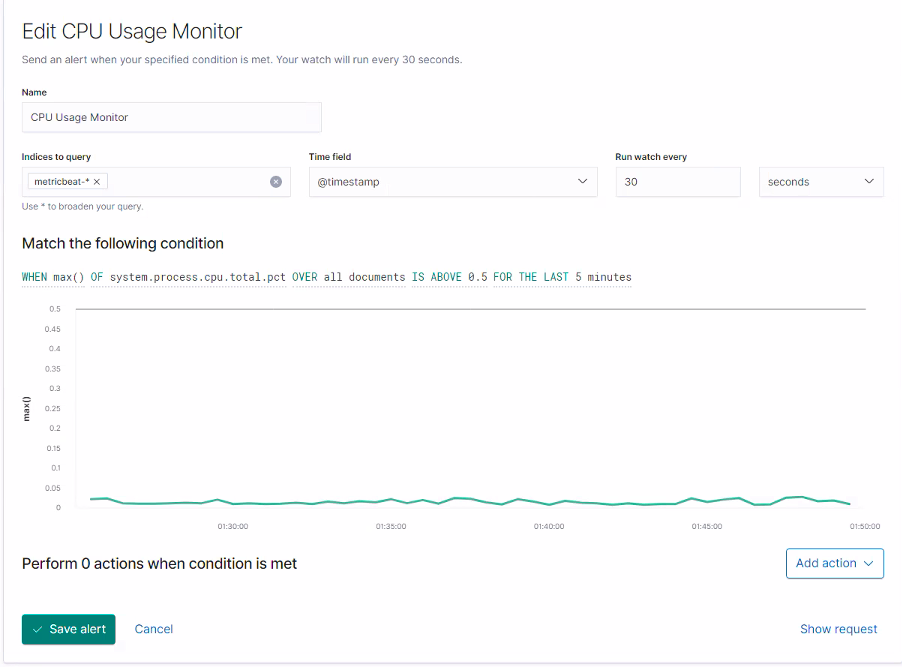 Edit CPU Usage Monitor
Send an alert when your specified condition is met. Your watch will run every 30 seconds.
Name
CPU Usage Monitor
Indices to query Time field Run watch every
metricbeat-* @timestamp 30 seconds
Use * to broaden your query.
Match the following condition
WHEN max() OF system.process.cpu.total.pct OVER all documents IS ABOVE 0.5 FOR THE LAST 5 minutes
0.5
0.45
0.4
0.35
0.3
0.25
0.2
0.15
0.1
0.05
0
max()
01:30:00 01:35:00 01:40:00 01:45:00 01:50:00
Perform 0 actions when condition is met Add action
Save alert Cancel Show request